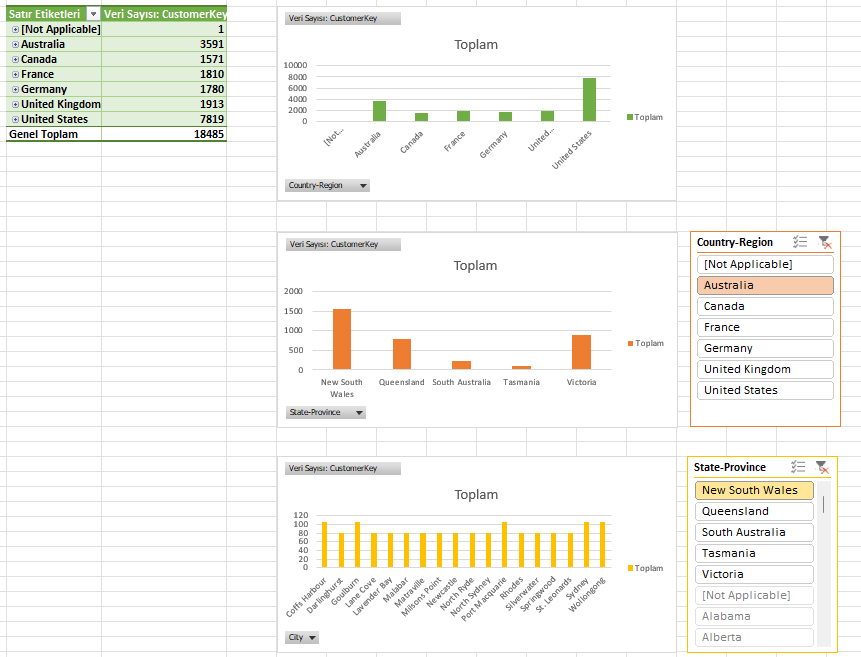 Satır Etiketleri Veri Sayısı: CustomerKey
[Not Applicable] 1
Australia 3591
Canada 1571
France 1810
Germany 1780
United Kingdom 1913
United States 7819
Genel Toplam 18485
Veri Sayısı: CustomerKey
Toplam
10000
8000
6000
4000
2000
0
[Not... Australia Canada France Germany United... United States
Toplam
Country-Region
Veri Sayısı: CustomerKey
Toplam
2000
1500
1000
500
0
New South Queensland South Australia Tasmania Victoria
Wales
Toplam
State-Province
Country-Region
[Not Applicable]
Australia
Canada
France
Germany
United Kingdom
United States
Veri Sayısı: CustomerKey
Toplam
120
100
80
60
40
20
0
Coffs Harbour Darlinghurst Goulburn Lane Cove Lavender Bay Malabar Matraville Milsons Point Newcastle North Ryde North Sydney Port Macquarie Rhodes Silverwater Springwood St. Leonards Sydney Wollongong
Toplam
City
State-Province
New South Wales
Queensland
South Australia
Tasmania
Victoria
[Not Applicable]
Alabama
Alberta